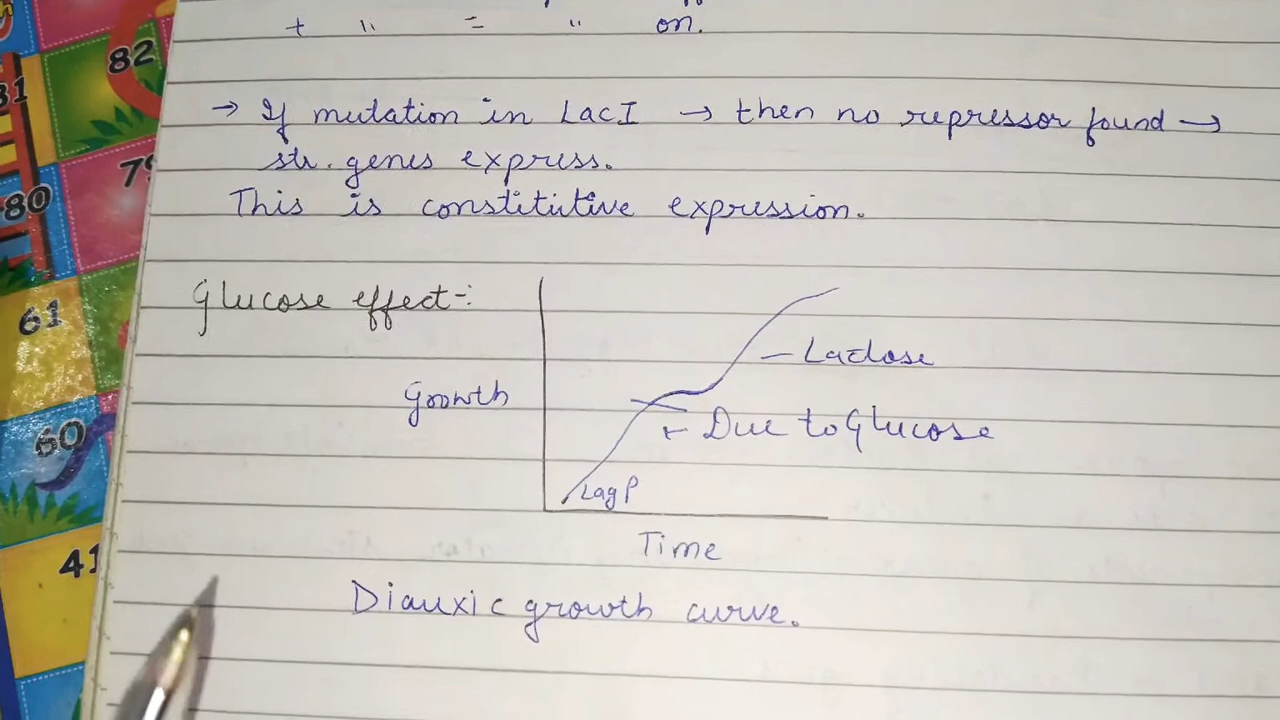 + " = " on.
→ If mutation in LacI → then no repressor found →
str. genes express.
This is constitutive expression.
Glucose effect-:
Growth
- Lactose
← Due to Glucose
Lag P
Time
Diauxic growth curve.
82
81
79
80
61
60
41